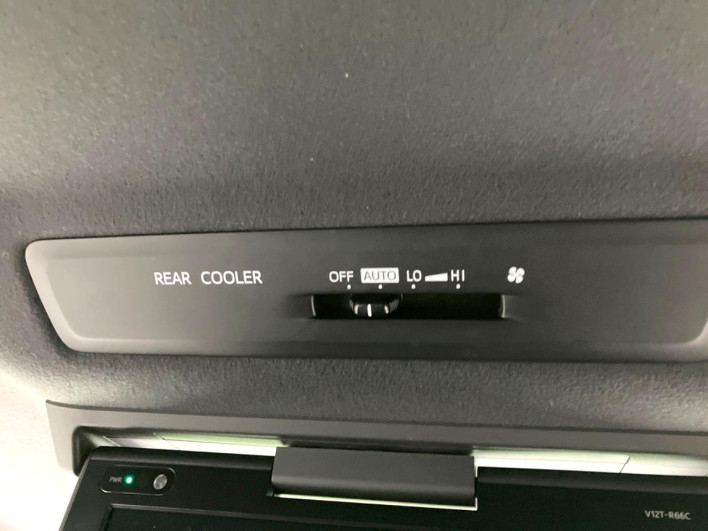 REAR COOLER OFF AUTO LO HI
PWR
V12T-R66C